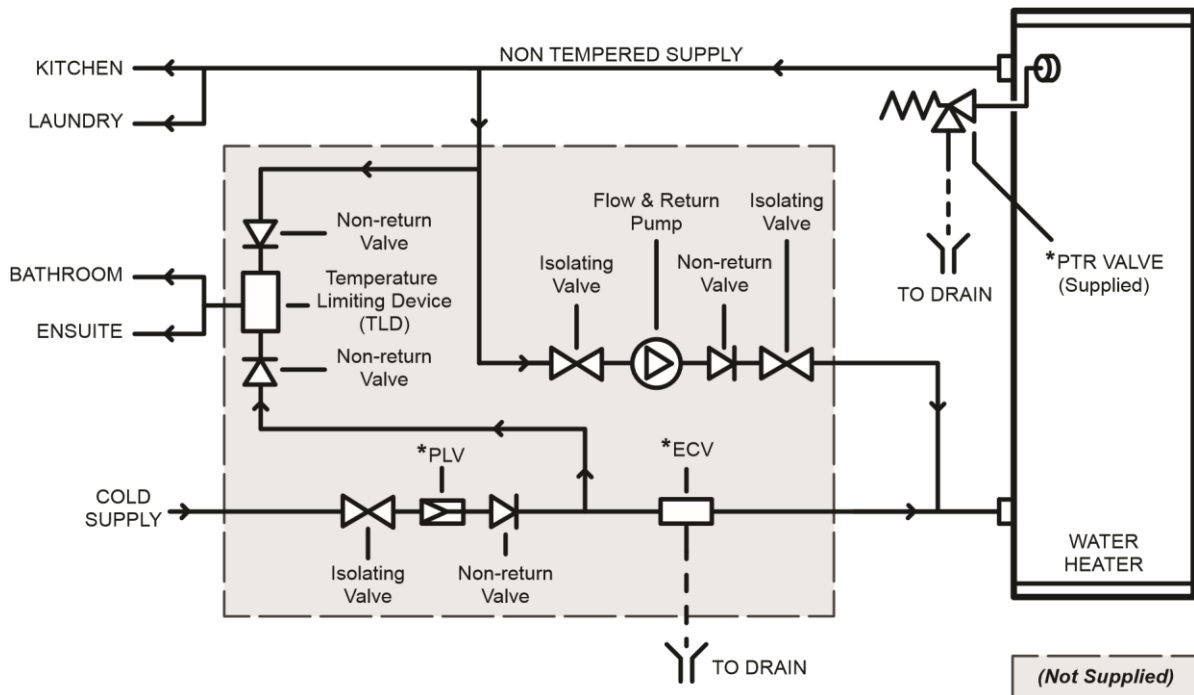 NON TEMPERED SUPPLY
KITCHEN
LAUNDRY
Non-return
Valve
Flow & Return
Pump
Isolating
Valve
Isolating
Valve
Non-return
Valve
*PTR VALVE
(Supplied)
TO DRAIN
BATHROOM
ENSUITE
Temperature
Limiting Device
(TLD)
Non-return
Valve
*PLV
*ECV
COLD
SUPPLY
Isolating
Valve
Non-return
Valve
WATER
HEATER
TO DRAIN
(Not Supplied)